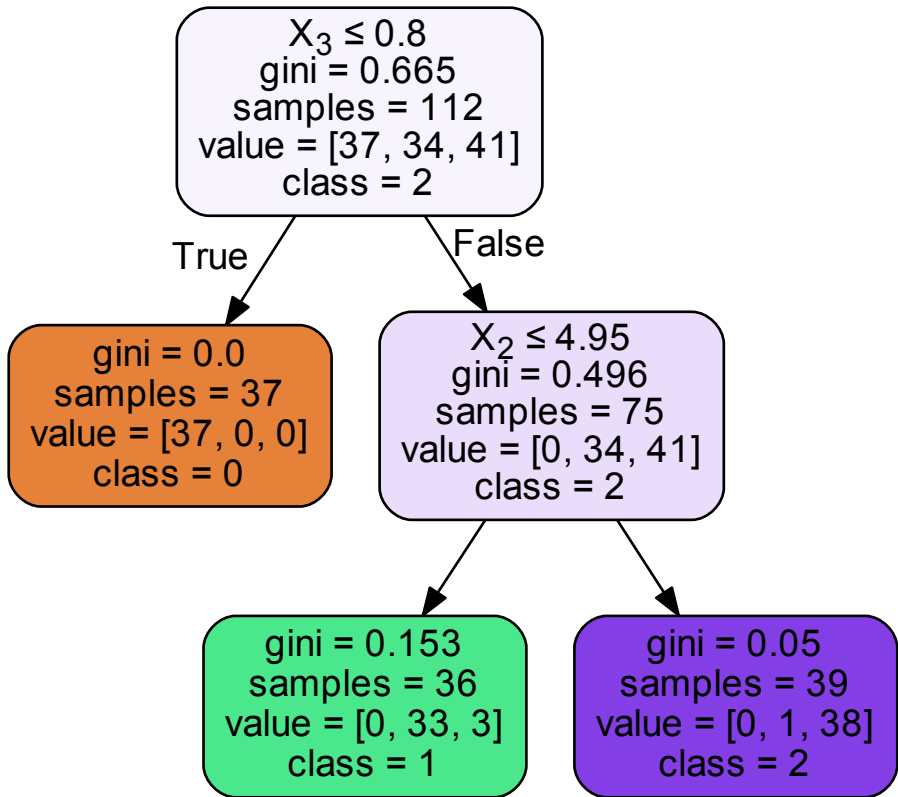 X₃ ≤ 0.8
gini = 0.665
samples = 112
value = [37, 34, 41]
class = 2
True
False
gini = 0.0
samples = 37
value = [37, 0, 0]
class = 0
X₂ ≤ 4.95
gini = 0.496
samples = 75
value = [0, 34, 41]
class = 2
gini = 0.153
samples = 36
value = [0, 33, 3]
class = 1
gini = 0.05
samples = 39
value = [0, 1, 38]
class = 2